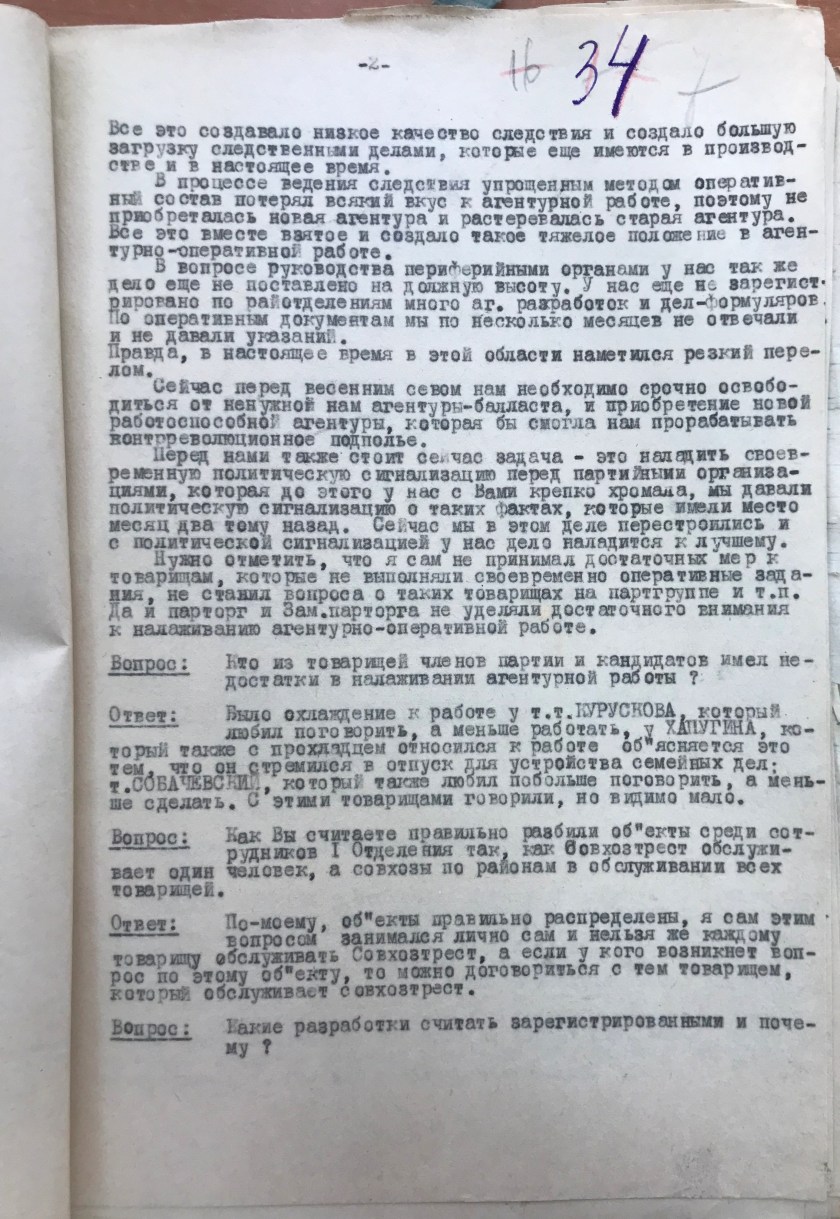 -2-
16 34 7
Все это создавало низкое качество следствия и создало большую
загрузку следственными делами, которые еще имеются в производ-
стве и в настоящее время.
В процессе ведения следствия упрощенным методом оператив-
ный состав потерял всякий вкус к агентурной работе, поэтому не
приобреталась новая агентура и растеревалась старая агентура.
Все это вместе взятое и создало такое тяжелое положение в аген-
турно-оперативной работе.
В вопросе руководства периферийными органами у нас так же
дело еще не поставлено на должную высоту. У нас еще не зарегист-
рировано по райотделениям много аг. разработок и дел-формуляров.
По оперативным документам мы по несколько месяцев не отвечали
и не давали указаний.
Правда, в настоящее время в этой области наметился резкий пере-
лом.
Сейчас перед весенним севом нам необходимо срочно освобо-
диться от ненужной нам агентуры-балласта, и приобретение новой
работоспособной агентуры, которая бы смогла нам прорабатывать
контрреволюционное подполье.
Перед нами также стоит сейчас задача - это наладить своев-
ременную политическую сигнализацию перед партийными организа-
циями, которая до этого у нас с Вами крепко хромала, мы давали
политическую сигнализацию о таких фактах, которые имели место
месяц два тому назад. Сейчас мы в этом деле перестроились и
с политической сигнализацией у нас дело наладится к лучшему.
Нужно отметить, что я сам не принимал достаточных мер к
товарищам, которые не выполняли своевременно оперативные зада-
ния, не ставил вопроса о таких товарищах на партгруппе и т.п.
Да и парторг и Зам.парторга не уделяли достаточного внимания
к налаживанию агентурно-оперативной работе.
Вопрос: Кто из товарищей членов партии и кандидатов имел не-
достатки в налаживании агентурной работы ?
Ответ: Было охлаждение к работе у т.т.КУРУСКОВА, который
любил поговорить, а меньше работать, у ХАПУГИНА, ко-
торый также с прохладцем относился к работе об"ясняется это
тем, что он стремился в отпуск для устройства семейных дел;
т.СОБАЧЕВСКИЙ, который также любил побольше поговорить, а мень-
ше сделать. С этими товарищами говорили, но видимо мало.
Вопрос: Как Вы считаете правильно разбили об"екты среди сот-
рудников I Отделения так, как Совхозтрест обслужи-
вает один человек, а совхозы по районам в обслуживании всех
товарищей.
Ответ: По-моему, об"екты правильно распределены, я сам этим
вопросом занимался лично сам и нельзя же каждому
товарищу обслуживать Совхозтрест, а если у кого возникнет воп-
рос по этому об"екту, то можно договориться с тем товарищем,
который обслуживает совхозтрест.
Вопрос: Какие разработки считать зарегистрированными и поче-
му ?